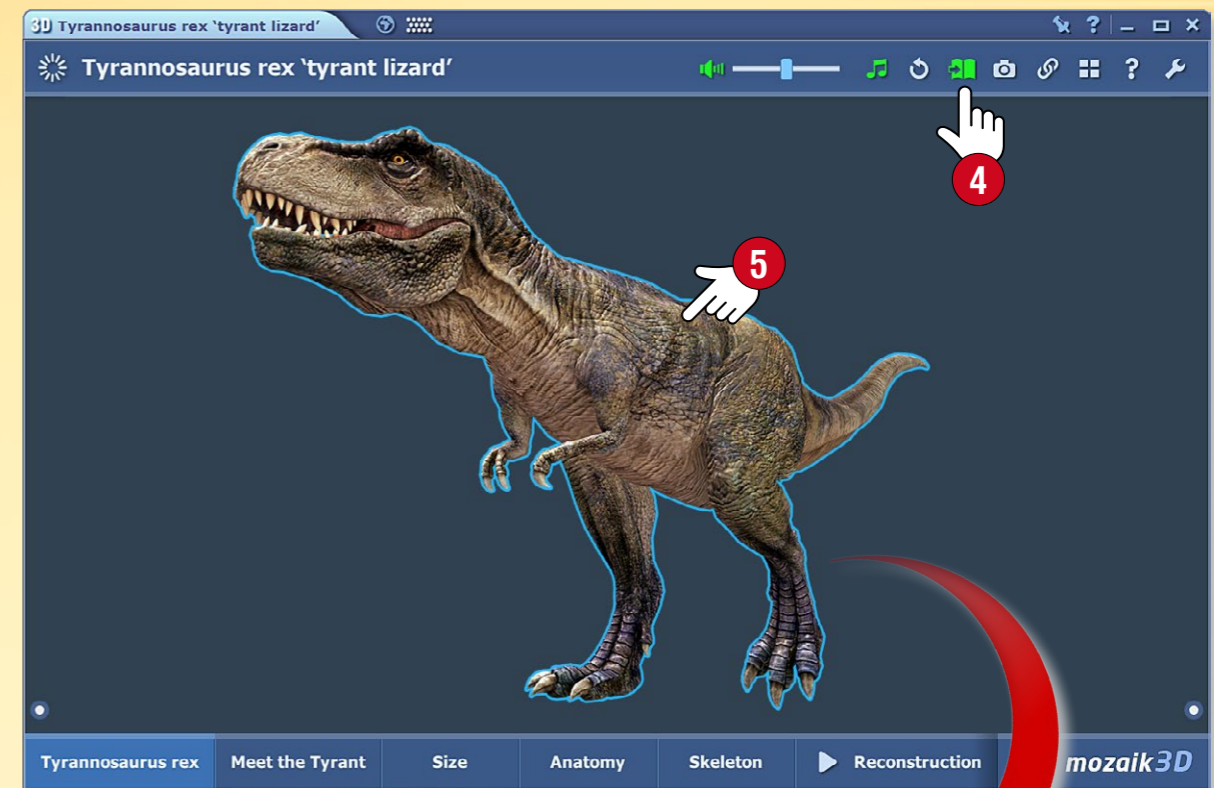 3D Tyrannosaurus rex ‘tyrant lizard’
?
Tyrannosaurus rex ‘tyrant lizard’
?
4
5
Tyrannosaurus rex
Meet the Tyrant
Size
Anatomy
Skeleton
Reconstruction
mozaik3D